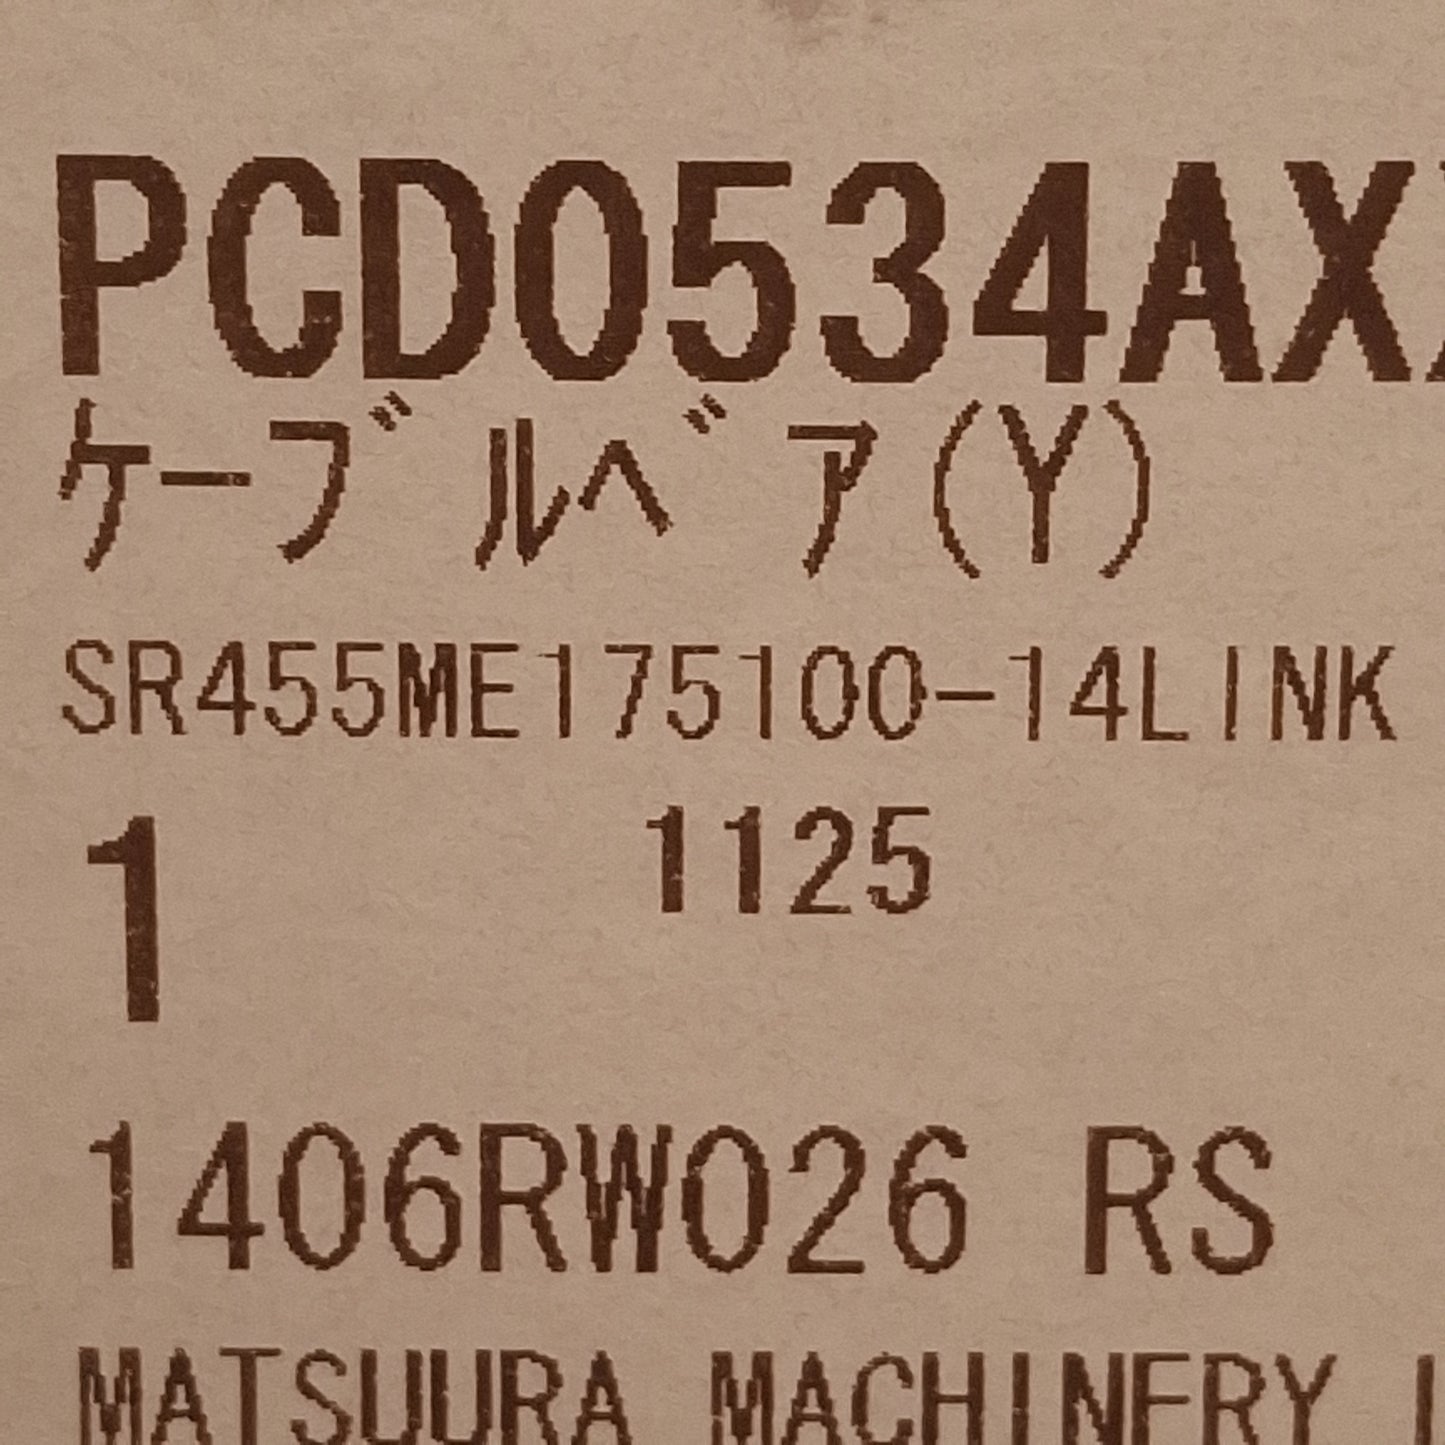 PCD0534AX
ｹｰﾌﾞﾙﾍﾞｱ(Y)
SR455ME175100-14LINK
1 1125
1406RW026 RS
MATSUURA MACHINERY